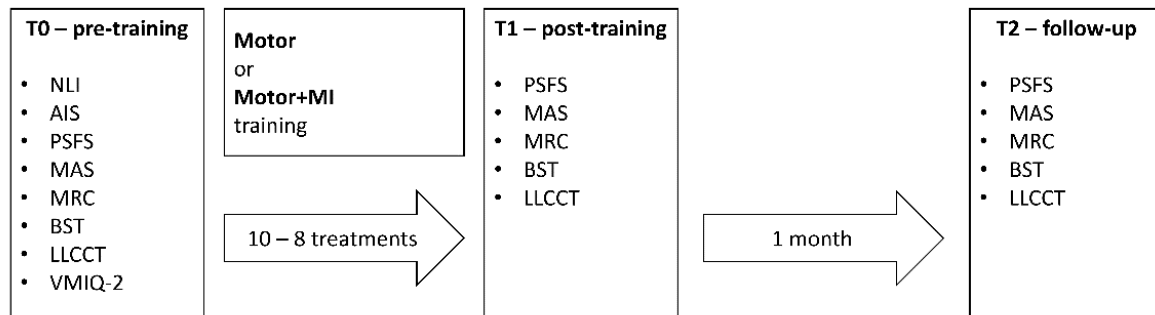 T0 – pre-training
• NLI
• AIS
• PSFS
• MAS
• MRC
• BST
• LLCCT
• VMIQ-2
Motor
or
Motor+MI
training
10 – 8 treatments
T1 – post-training
• PSFS
• MAS
• MRC
• BST
• LLCCT
1 month
T2 – follow-up
• PSFS
• MAS
• MRC
• BST
• LLCCT